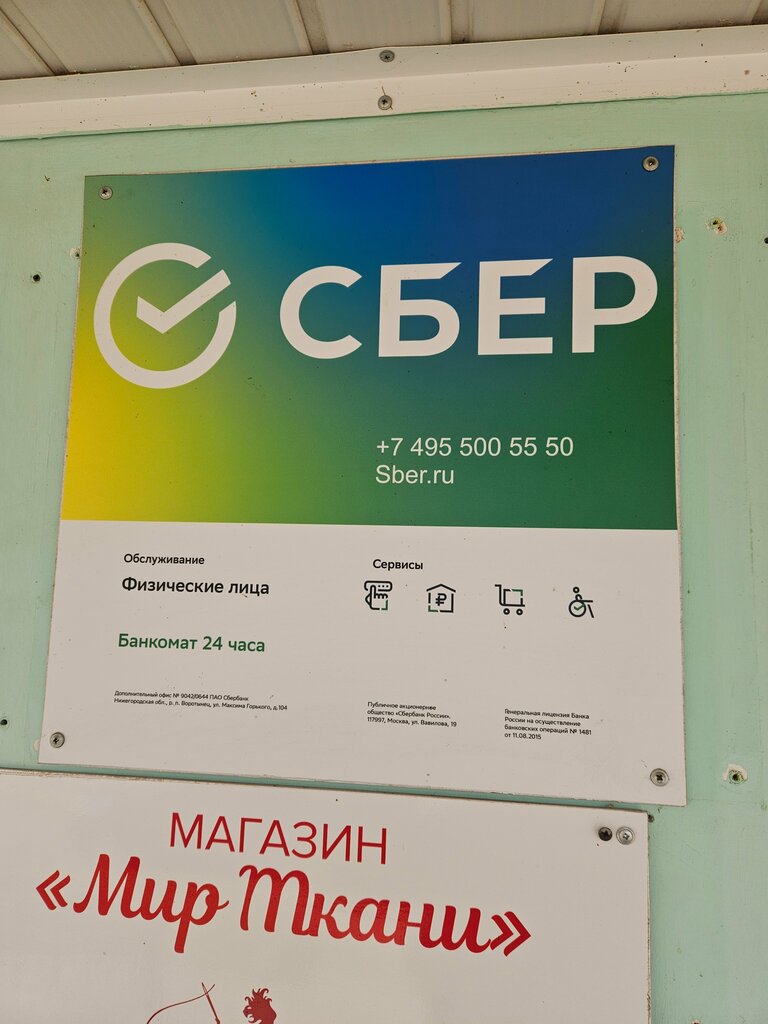 СБЕР
+7 495 500 55 50
Sber.ru
Обслуживание
Физические лица
Банкомат 24 часа
Сервисы
Дополнительный офис № 9042/0644 ПАО Сбербанк
Нижегородская обл., р. п. Воротынец, ул. Максима Горького, д.104
Публичное акционерное
общество «Сбербанк России».
117997, Москва, ул. Вавилова, 19
Генеральная лицензия Банка
России на осуществление
банковских операций № 1481
от 11.08.2015
МАГАЗИН
«Мир Ткани»